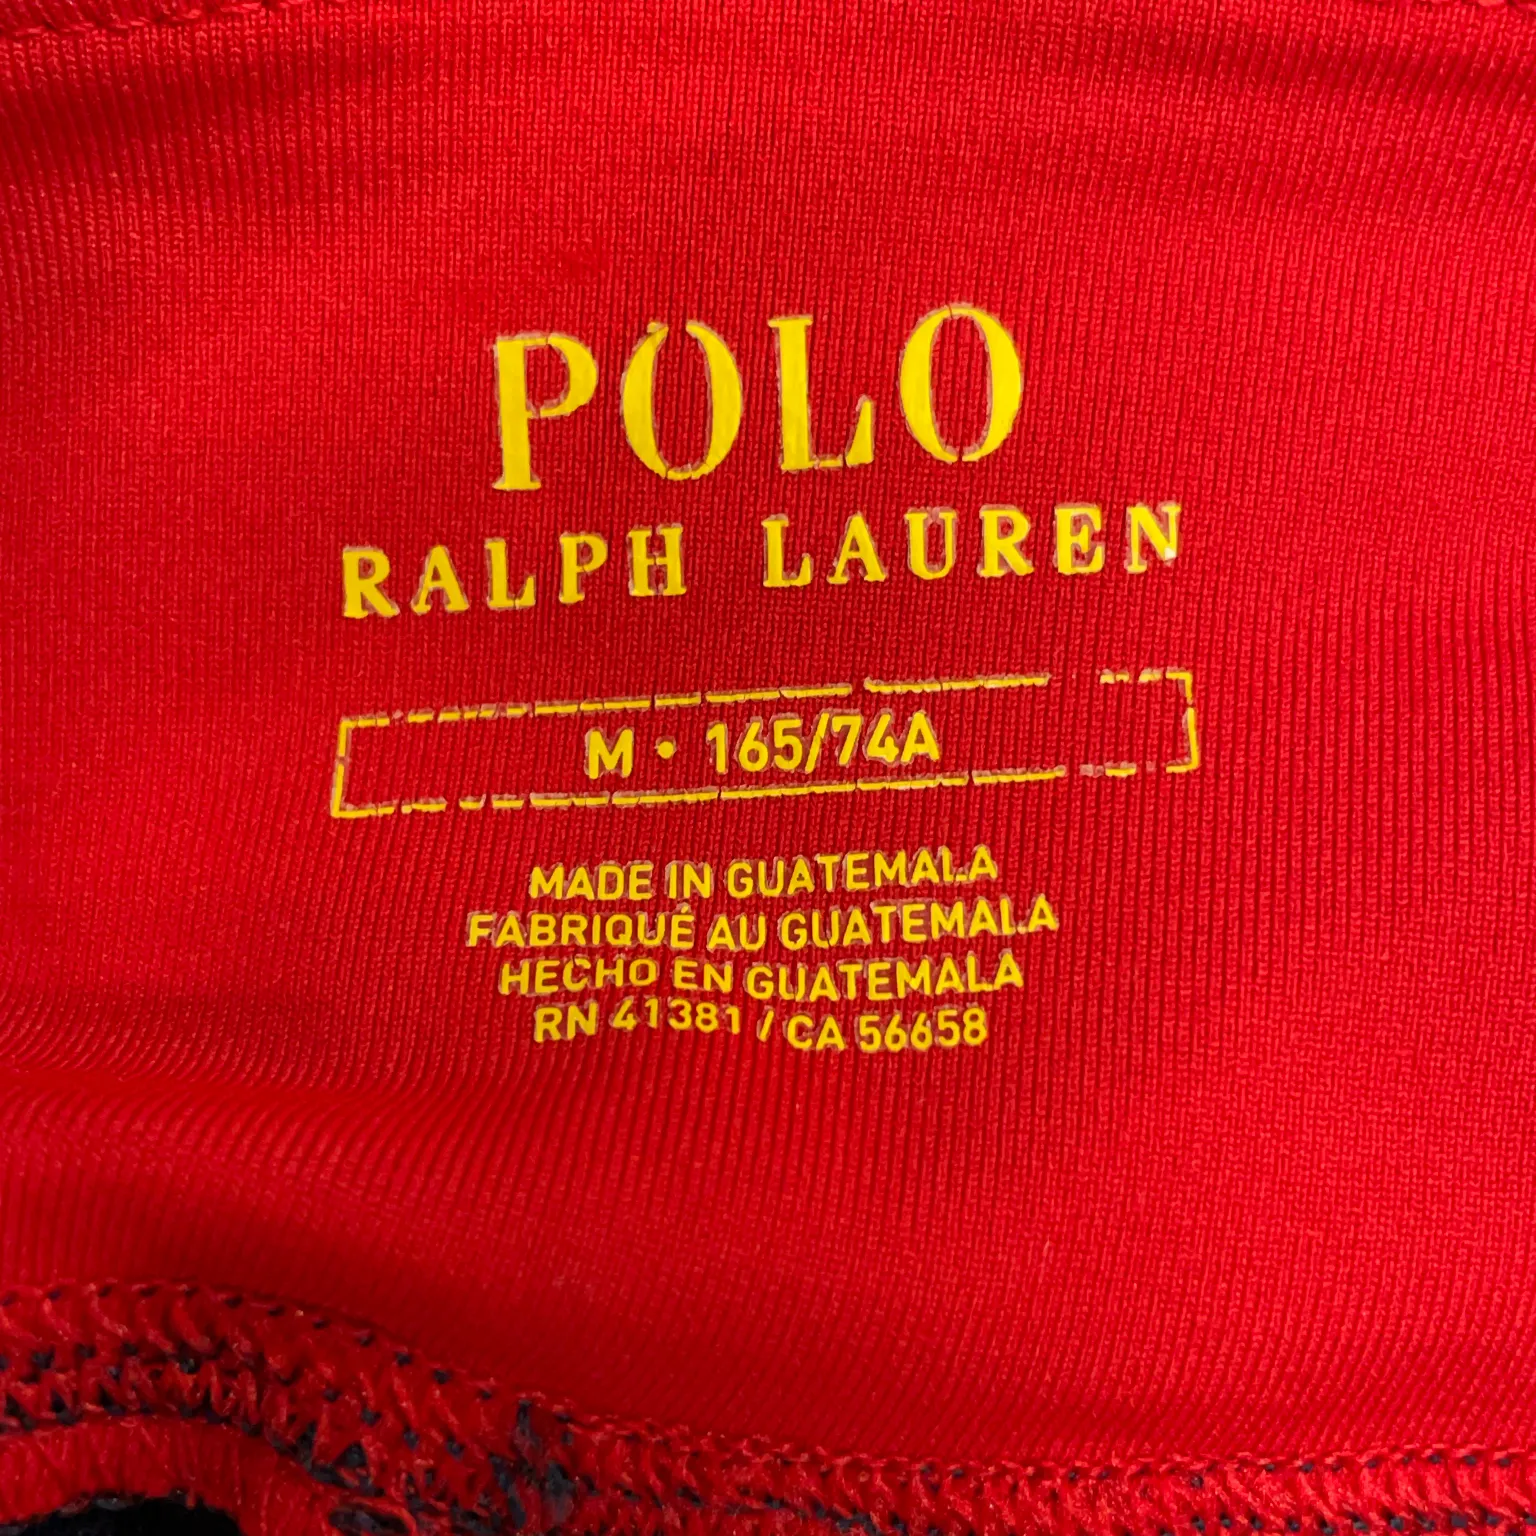 POLO
RALPH LAUREN
M • 165/74A
MADE IN GUATEMALA
FABRIQUÉ AU GUATEMALA
HECHO EN GUATEMALA
RN 41381 / CA 56658